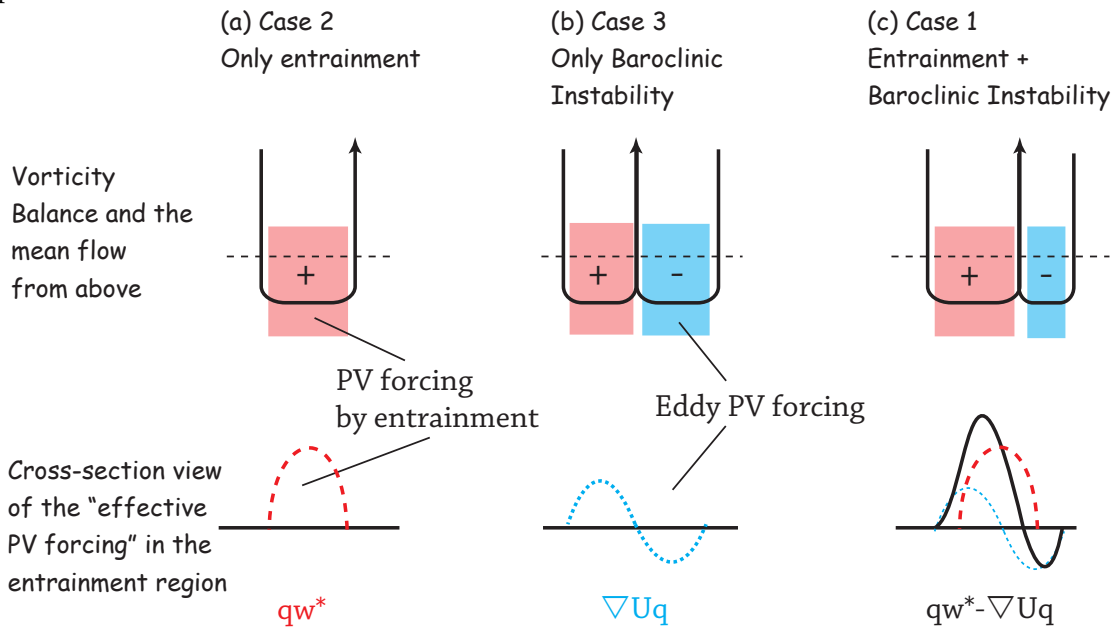 (a) Case 2
Only entrainment
(b) Case 3
Only Baroclinic
Instability
(c) Case 1
Entrainment +
Baroclinic Instability
Vorticity
Balance and the
mean flow
from above
+
+
-
+
-
PV forcing
by entrainment
Eddy PV forcing
Cross-section view
of the “effective
PV forcing” in the
entrainment region
qw*
▽Uq
qw*-▽Uq